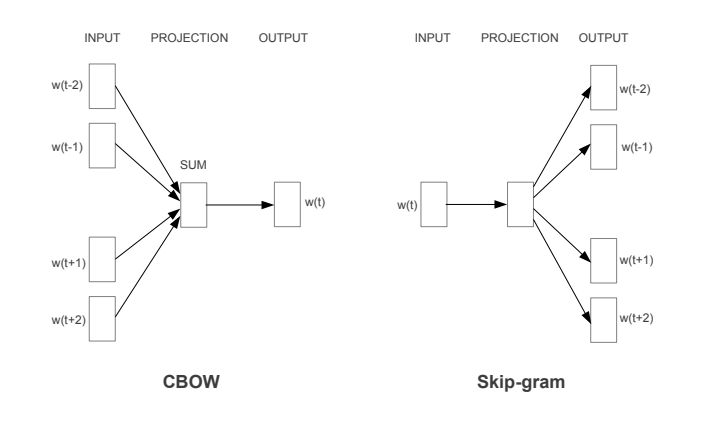 INPUT PROJECTION OUTPUT
w(t-2)
w(t-1)
SUM
w(t)
w(t+1)
w(t+2)
CBOW
INPUT PROJECTION OUTPUT
w(t-2)
w(t-1)
w(t)
w(t+1)
w(t+2)
Skip-gram